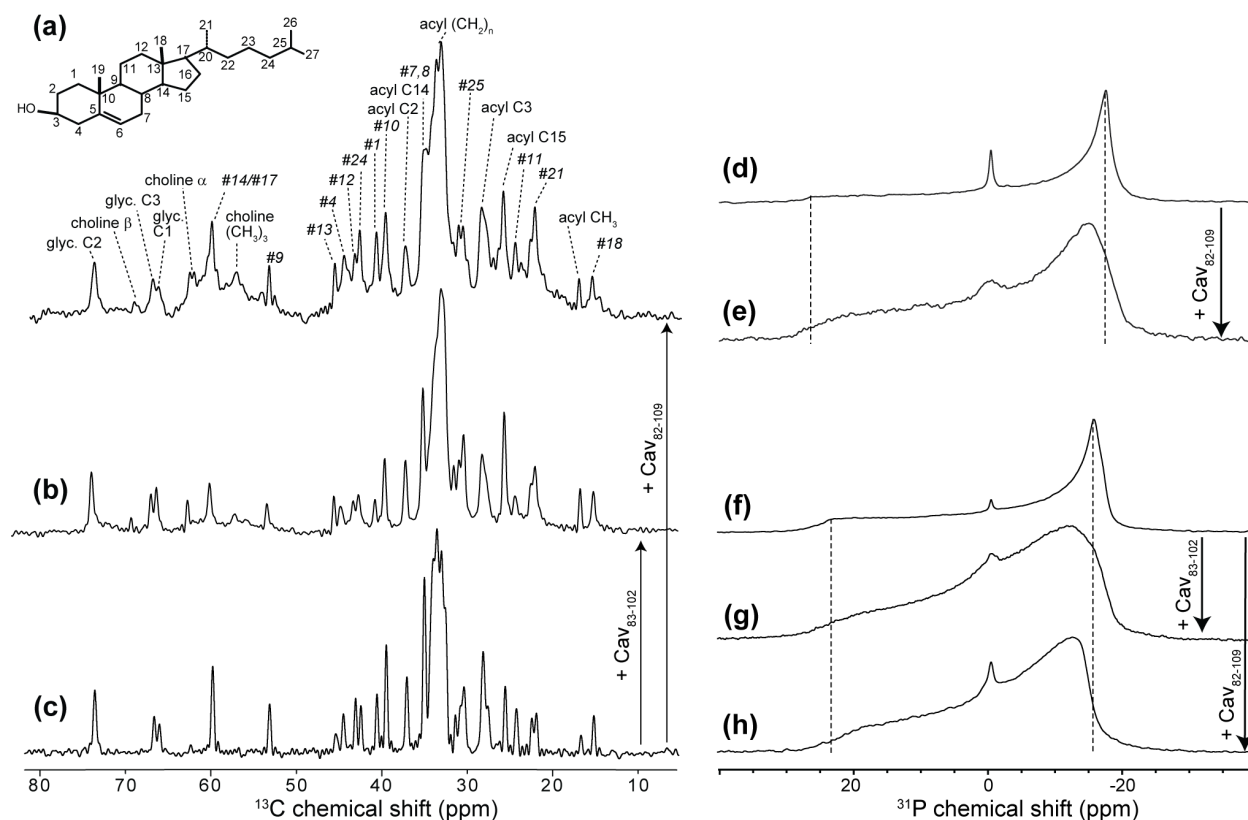 (a)
21
26
18
22
23
24
25
27
12
17
20
11
13
16
19
1
9
14
15
2
10
8
HO
3
5
7
4
6
acyl (CH2)n
#7,8
acyl C14
acyl C2
#10
#1
#24
#12
#4
#13
#25
acyl C3
acyl C15
#11
#21
acyl CH3
#18
choline α
#14/#17
glyc. C3
choline β
glyc.
C1
choline
(CH3)3
glyc. C2
#9
(b)
(c)
+ Cav83-102
+ Cav82-109
80 70 60 50 40 30 20 10
13C chemical shift (ppm)
(d)
(e)
+ Cav82-109
(f)
(g)
(h)
+ Cav83-102
+ Cav82-109
20 0 -20
31P chemical shift (ppm)